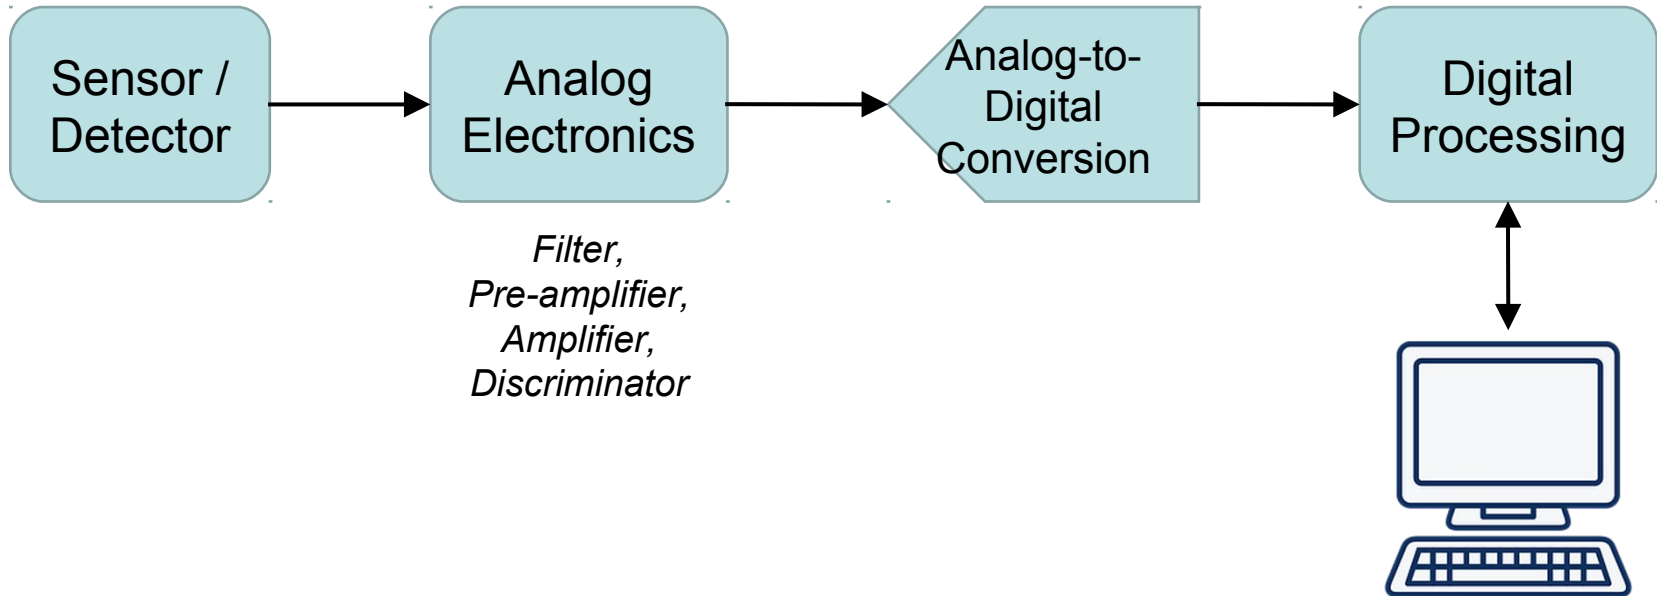 Sensor /
Detector
Analog
Electronics
Analog-to-
Digital
Conversion
Digital
Processing
Filter,
Pre-amplifier,
Amplifier,
Discriminator